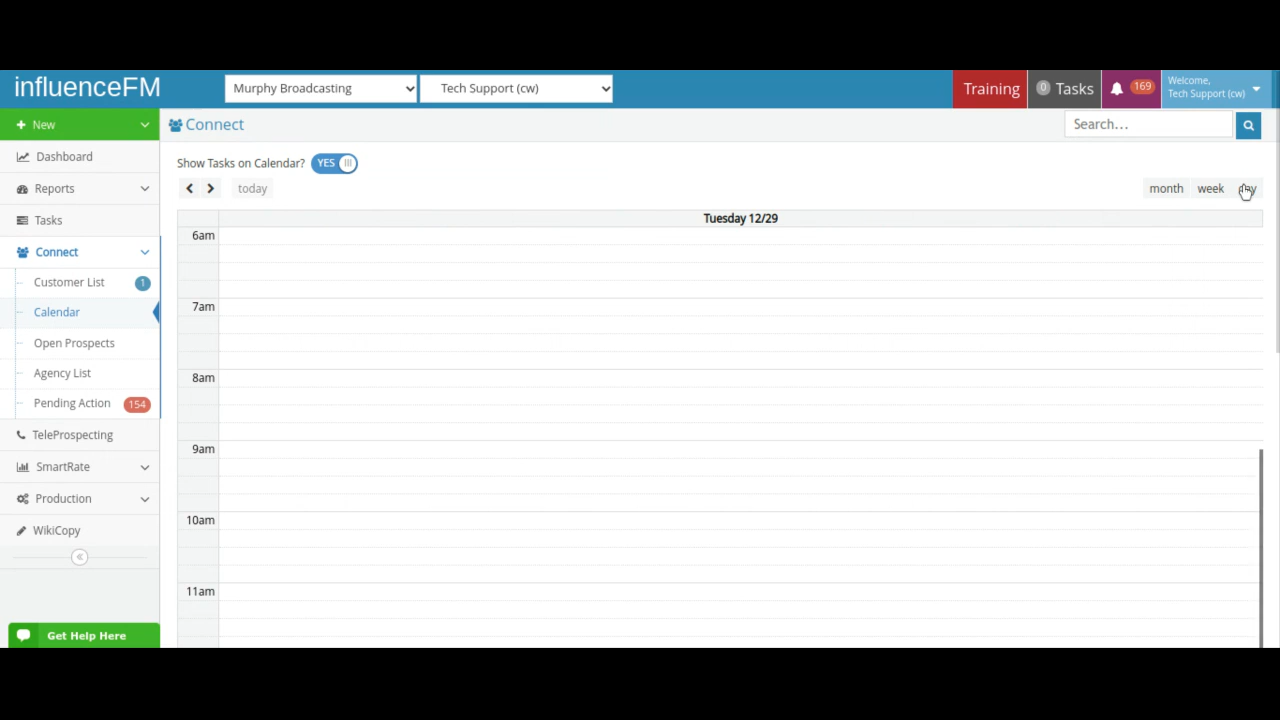 influenceFM
Murphy Broadcasting
Tech Support (cw)
Training
0 Tasks
169
Welcome,
Tech Support (cw)
New
Connect
Search...
Dashboard
Show Tasks on Calendar? YES
Reports
today
month week
Tasks
Tuesday 12/29
6am
Connect
Customer List 1
7am
Calendar
Open Prospects
Agency List
8am
Pending Action 154
TeleProspecting
9am
SmartRate
Production
10am
WikiCopy
11am
Get Help Here